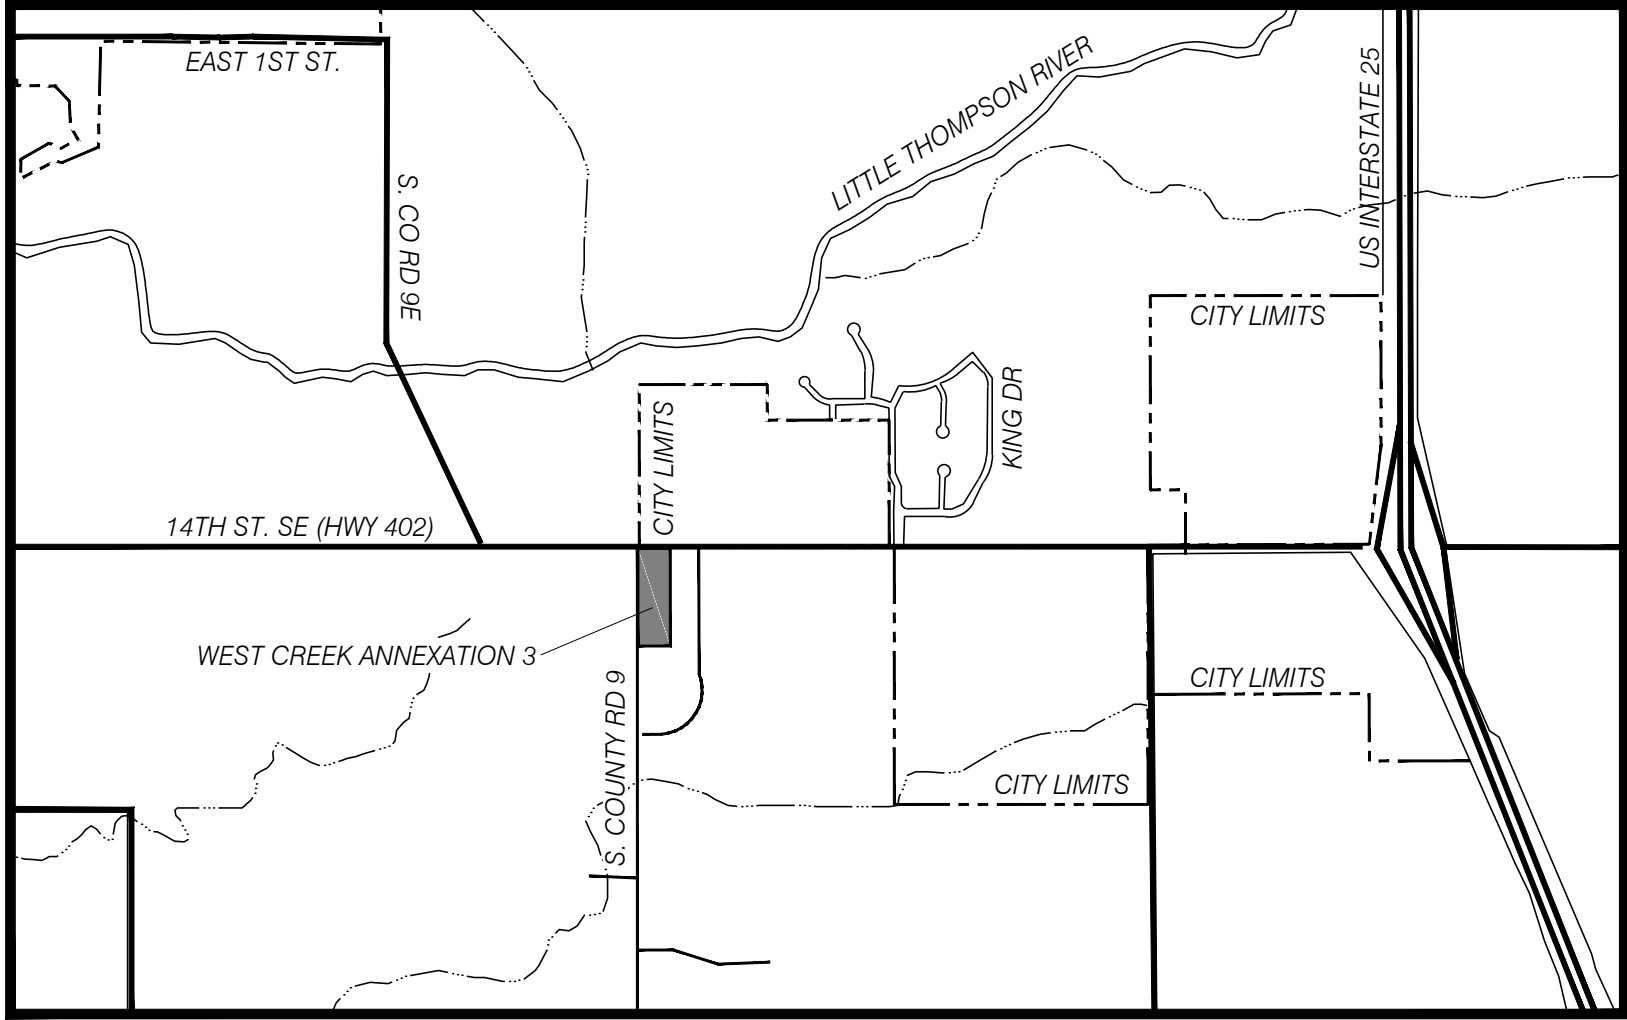 EAST 1ST ST.
S. CO RD 9E
LITTLE THOMPSON RIVER
US INTERSTATE 25
CITY LIMITS
KING DR
CITY LIMITS
14TH ST. SE (HWY 402)
WEST CREEK ANNEXATION 3
S. COUNTY RD 9
CITY LIMITS
CITY LIMITS